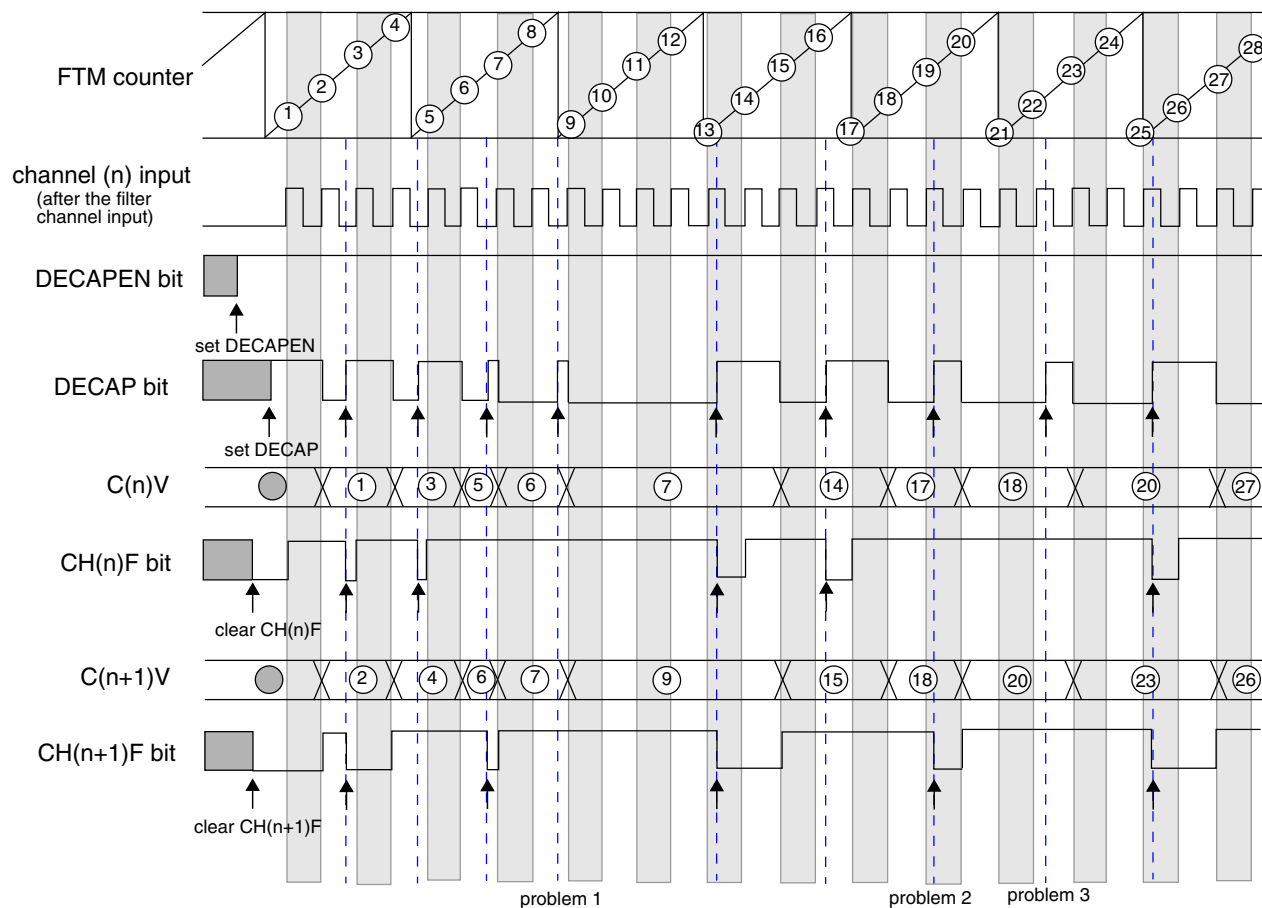 FTM counter
1 2 3 4 5 6 7 8 9 10 11 12 13 14 15 16 17 18 19 20 21 22 23 24 25 26 27 28
channel (n) input
(after the filter
channel input)
DECAPEN bit
set DECAPEN
DECAP bit
set DECAP
C(n)V
1 3 5 6 7 14 17 18 20 27
CH(n)F bit
clear CH(n)F
C(n+1)V
2 4 6 7 9 15 18 20 23 26
CH(n+1)F bit
clear CH(n+1)F
problem 1 problem 2 problem 3